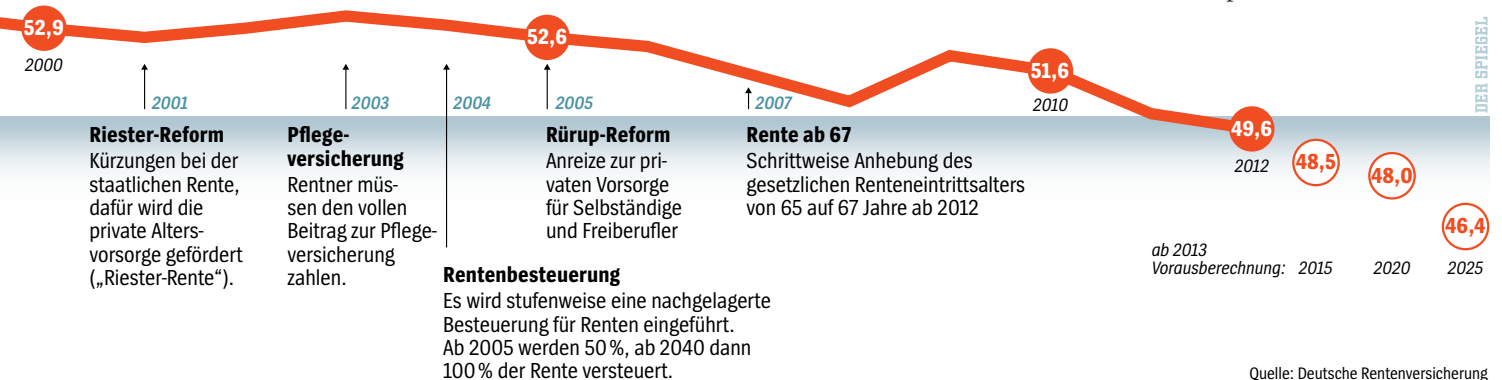 52,9
2000
52,6
51,6
2010
49,6
2012
48,5
48,0
46,4
ab 2013
Vorausberechnung: 2015 2020 2025
2001
Riester-Reform
Kürzungen bei der
staatlichen Rente,
dafür wird die
private Alters-
vorsorge gefördert
(„Riester-Rente“).
2003
Pflege-
versicherung
Rentner müs-
sen den vollen
Beitrag zur Pflege-
versicherung
zahlen.
2004
Rentenbesteuerung
Es wird stufenweise eine nachgelagerte
Besteuerung für Renten eingeführt.
Ab 2005 werden 50 %, ab 2040 dann
100 % der Rente versteuert.
2005
Rürup-Reform
Anreize zur pri-
vaten Vorsorge
für Selbständige
und Freiberufler
2007
Rente ab 67
Schrittweise Anhebung des
gesetzlichen Renteneintrittsalters
von 65 auf 67 Jahre ab 2012
DER SPIEGEL
Quelle: Deutsche Rentenversicherung